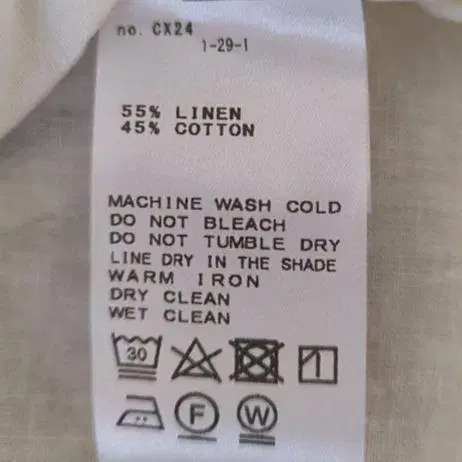 no. CX24
1-29-1
55% LINEN
45% COTTON
MACHINE WASH COLD
DO NOT BLEACH
DO NOT TUMBLE DRY
LINE DRY IN THE SHADE
WARM IRON
DRY CLEAN
WET CLEAN
30
F W